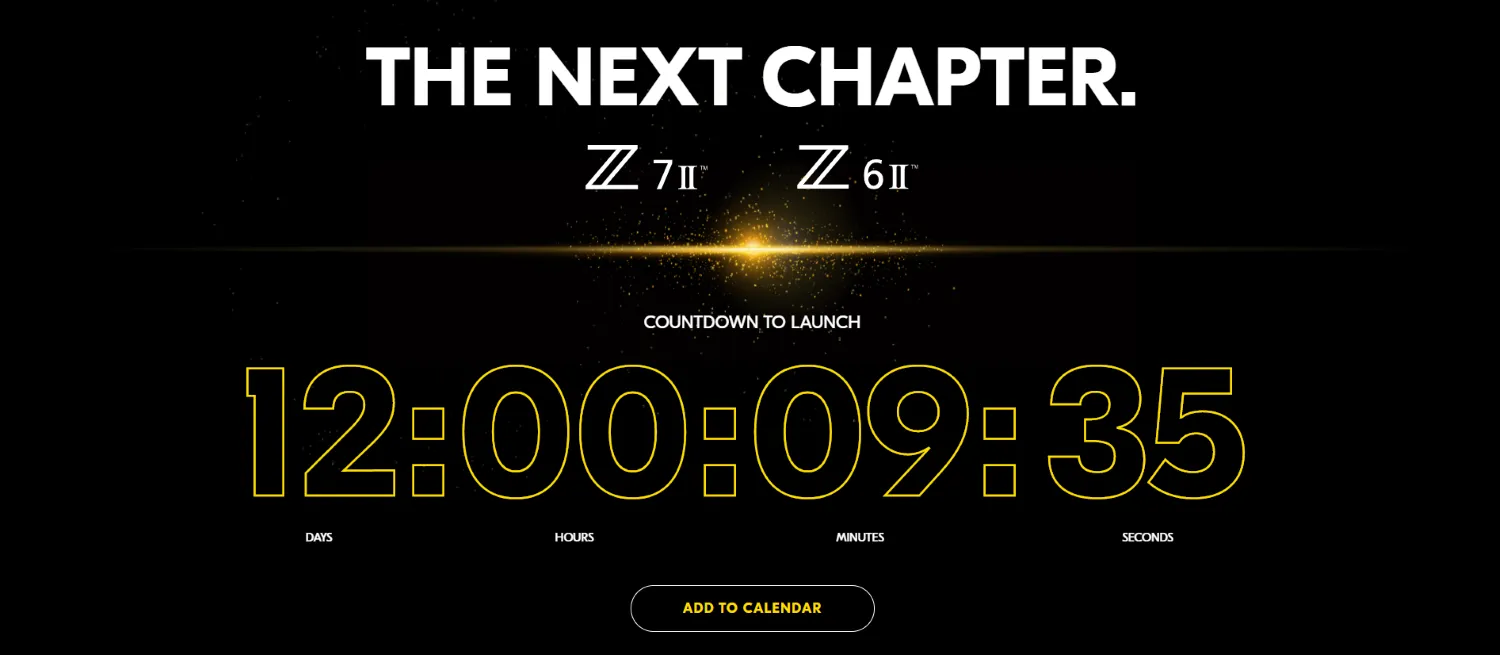 THE NEXT CHAPTER.
Z 7II™ Z 6II™
COUNTDOWN TO LAUNCH
12:00:09:35
DAYS HOURS MINUTES SECONDS
ADD TO CALENDAR